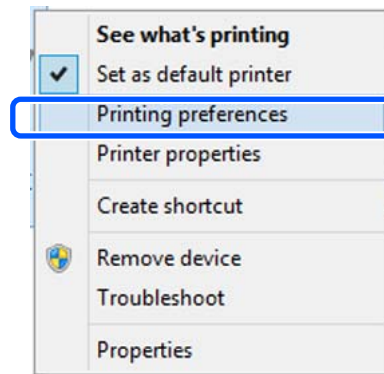 See what's printing
Set as default printer
Printing preferences
Printer properties
Create shortcut
Remove device
Troubleshoot
Properties